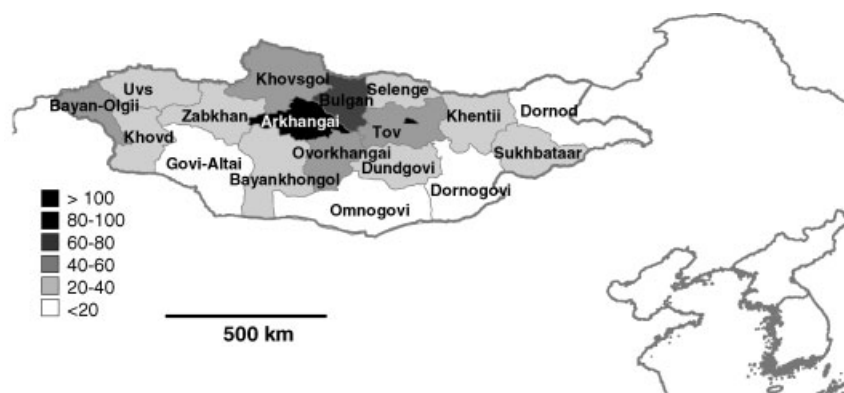 Khovsgol
Uvs
Selenge
Bayan-Olgii
Bulgan
Zabkhan
Khentii
Dornod
Arkhangai
Tov
Khovd
Ovorkhangai
Sukhbataar
Govi-Altai
Dundgovi
Bayankhongol
Dornogovi
Omnogovi
> 100
80-100
60-80
40-60
20-40
<20
500 km